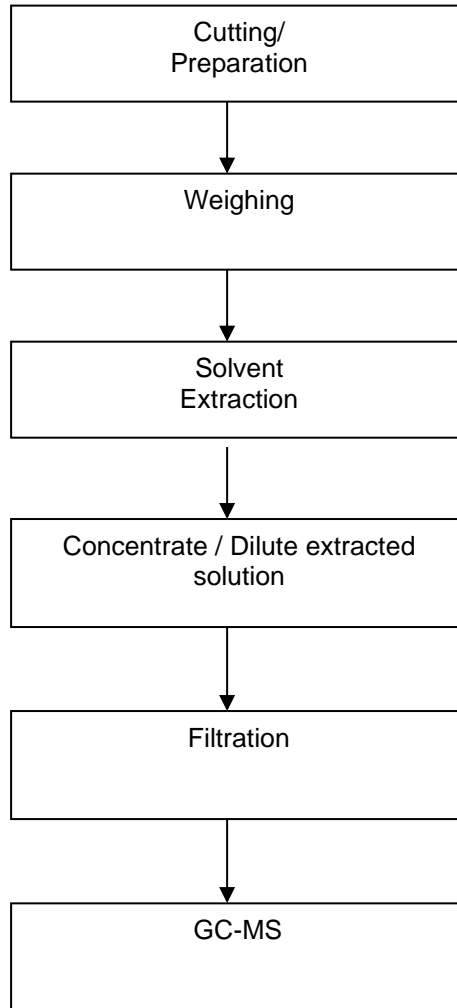 Cutting/
Preparation
Weighing
Solvent
Extraction
Concentrate / Dilute extracted
solution
Filtration
GC-MS